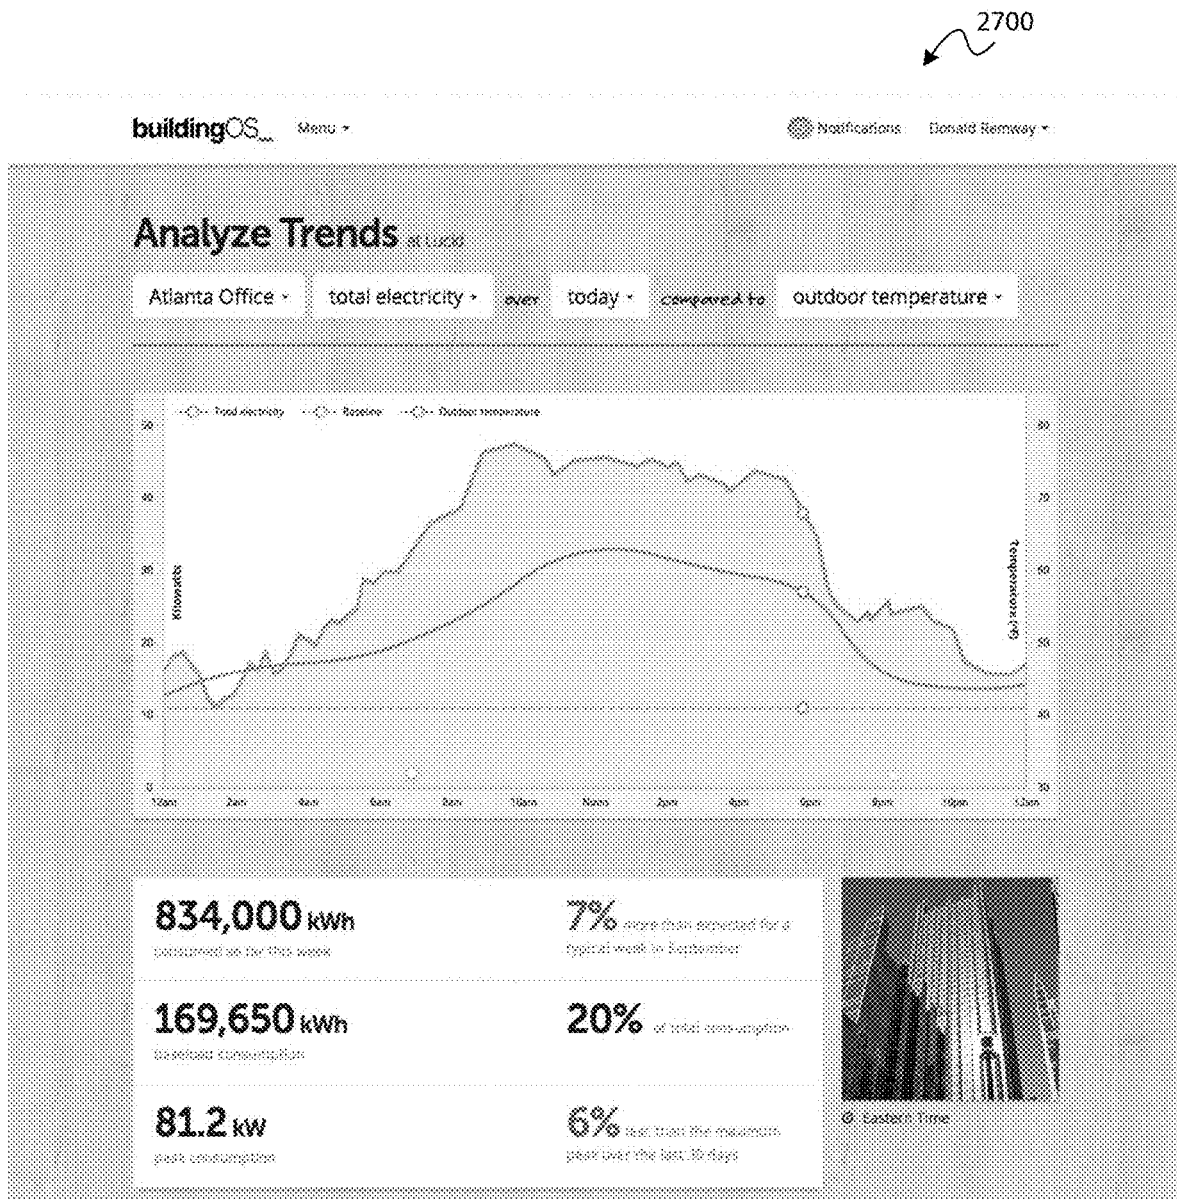 2700
buildingOS_ Menu Notifications Donald Remway
Analyze Trends at Lucid
Atlanta Office total electricity over today compared to outdoor temperature
Total electricity Baseline Outdoor temperature
50 80
40 70
30 60
Kilowatts
Temperature (°F)
20 50
10 40
0 30
12am 2am 4am 6am 8am 10am Noon 2pm 4pm 6pm 8pm 10pm 12am
834,000 kWh
consumed so far this week
7% more than expected for a
typical week in September
169,650 kWh
baseload consumption
20% of total consumption
81.2 kW
peak consumption
6% less than the maximum
peak over the last 30 days
Eastern Time